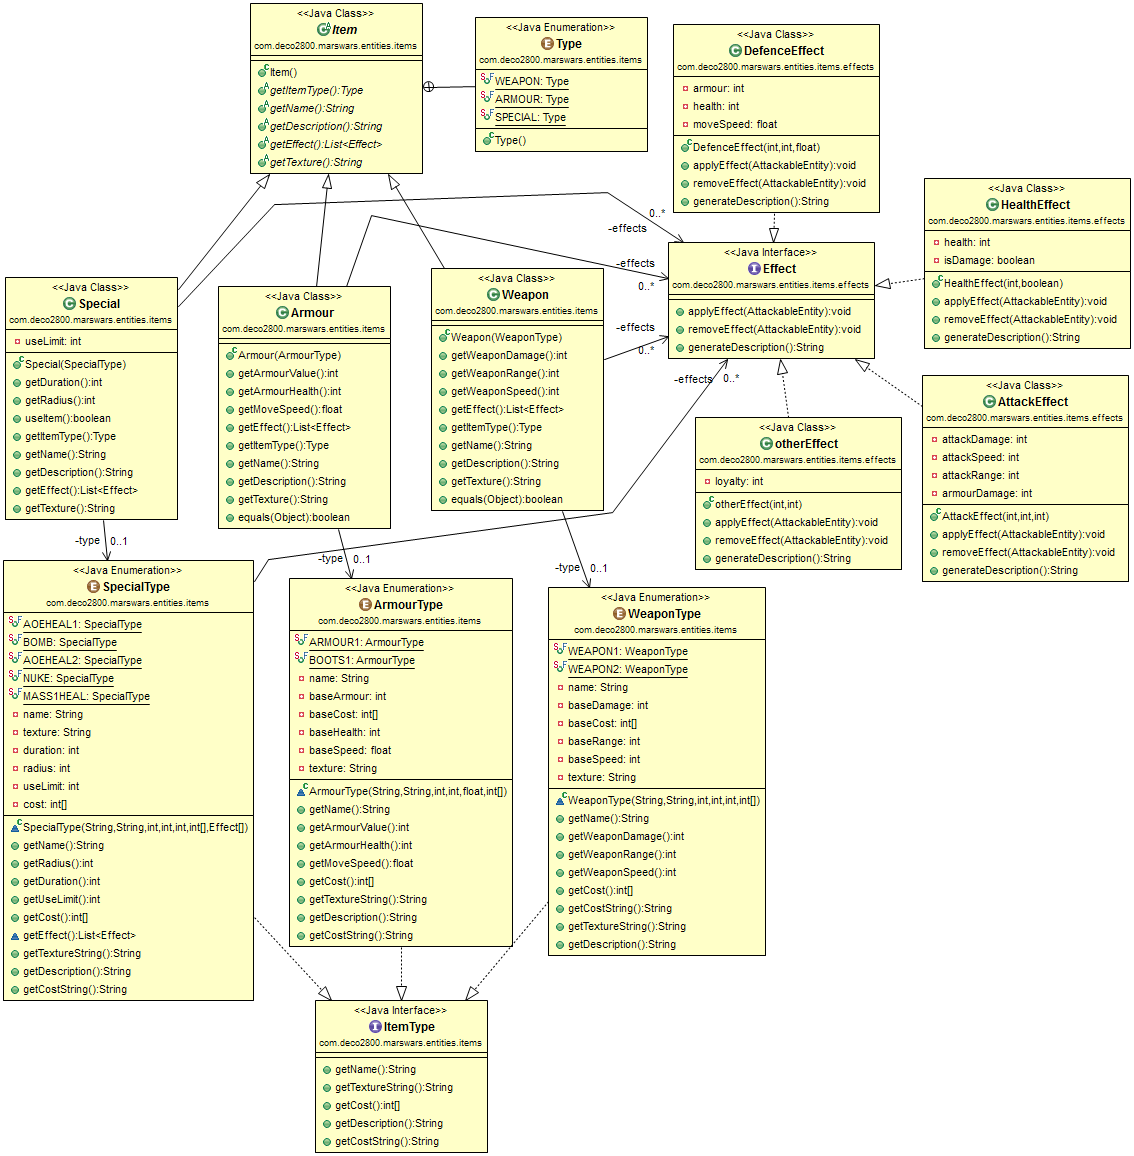 <<Java Class>>
Item
com.deco2800.marswars.entities.items
Item()
getItemType():Type
getName():String
getDescription():String
getEffect():List<Effect>
getTexture():String
<<Java Enumeration>>
Type
com.deco2800.marswars.entities.items
WEAPON: Type
ARMOUR: Type
SPECIAL: Type
Type()
<<Java Class>>
DefenceEffect
com.deco2800.marswars.entities.items.effects
armour: int
health: int
moveSpeed: float
DefenceEffect(int,int,float)
applyEffect(AttackableEntity):void
removeEffect(AttackableEntity):void
generateDescription():String
<<Java Class>>
HealthEffect
com.deco2800.marswars.entities.items.effects
health: int
isDamage: boolean
HealthEffect(int,boolean)
applyEffect(AttackableEntity):void
removeEffect(AttackableEntity):void
generateDescription():String
0..*
-effects
-effects
0..*
-effects
0..*
-effects
0..*
<<Java Interface>>
Effect
com.deco2800.marswars.entities.items.effects
applyEffect(AttackableEntity):void
removeEffect(AttackableEntity):void
generateDescription():String
<<Java Class>>
Special
com.deco2800.marswars.entities.items
useLimit: int
Special(SpecialType)
getDuration():int
getRadius():int
useItem():boolean
getItemType():Type
getName():String
getDescription():String
getEffect():List<Effect>
getTexture():String
<<Java Class>>
Armour
com.deco2800.marswars.entities.items
Armour(ArmourType)
getArmourValue():int
getArmourHealth():int
getMoveSpeed():float
getEffect():List<Effect>
getItemType():Type
getName():String
getDescription():String
getTexture():String
equals(Object):boolean
<<Java Class>>
Weapon
com.deco2800.marswars.entities.items
Weapon(WeaponType)
getWeaponDamage():int
getWeaponRange():int
getWeaponSpeed():int
getEffect():List<Effect>
getItemType():Type
getName():String
getDescription():String
getTexture():String
equals(Object):boolean
<<Java Class>>
otherEffect
com.deco2800.marswars.entities.items.effects
loyalty: int
otherEffect(int,int)
applyEffect(AttackableEntity):void
removeEffect(AttackableEntity):void
generateDescription():String
<<Java Class>>
AttackEffect
com.deco2800.marswars.entities.items.effects
attackDamage: int
attackSpeed: int
attackRange: int
armourDamage: int
AttackEffect(int,int,int)
applyEffect(AttackableEntity):void
removeEffect(AttackableEntity):void
generateDescription():String
-type 0..1
-type 0..1
-type 0..1
<<Java Enumeration>>
SpecialType
com.deco2800.marswars.entities.items
AOEHEAL1: SpecialType
BOMB: SpecialType
AOEHEAL2: SpecialType
NUKE: SpecialType
MASS1HEAL: SpecialType
name: String
texture: String
duration: int
radius: int
useLimit: int
cost: int[]
SpecialType(String,String,int,int,int,int[],Effect[])
getName():String
getRadius():int
getDuration():int
getUseLimit():int
getCost():int[]
getEffect():List<Effect>
getTextureString():String
getDescription():String
getCostString():String
<<Java Enumeration>>
ArmourType
com.deco2800.marswars.entities.items
ARMOUR1: ArmourType
BOOTS1: ArmourType
name: String
baseArmour: int
baseCost: int[]
baseHealth: int
baseSpeed: float
texture: String
ArmourType(String,String,int,int,float,int[])
getName():String
getArmourValue():int
getArmourHealth():int
getMoveSpeed():float
getCost():int[]
getTextureString():String
getDescription():String
getCostString():String
<<Java Enumeration>>
WeaponType
com.deco2800.marswars.entities.items
WEAPON1: WeaponType
WEAPON2: WeaponType
name: String
baseDamage: int
baseCost: int[]
baseRange: int
baseSpeed: int
texture: String
WeaponType(String,String,int,int,int,int[])
getName():String
getWeaponDamage():int
getWeaponRange():int
getWeaponSpeed():int
getCost():int[]
getCostString():String
getTextureString():String
getDescription():String
<<Java Interface>>
ItemType
com.deco2800.marswars.entities.items
getName():String
getTextureString():String
getCost():int[]
getDescription():String
getCostString():String